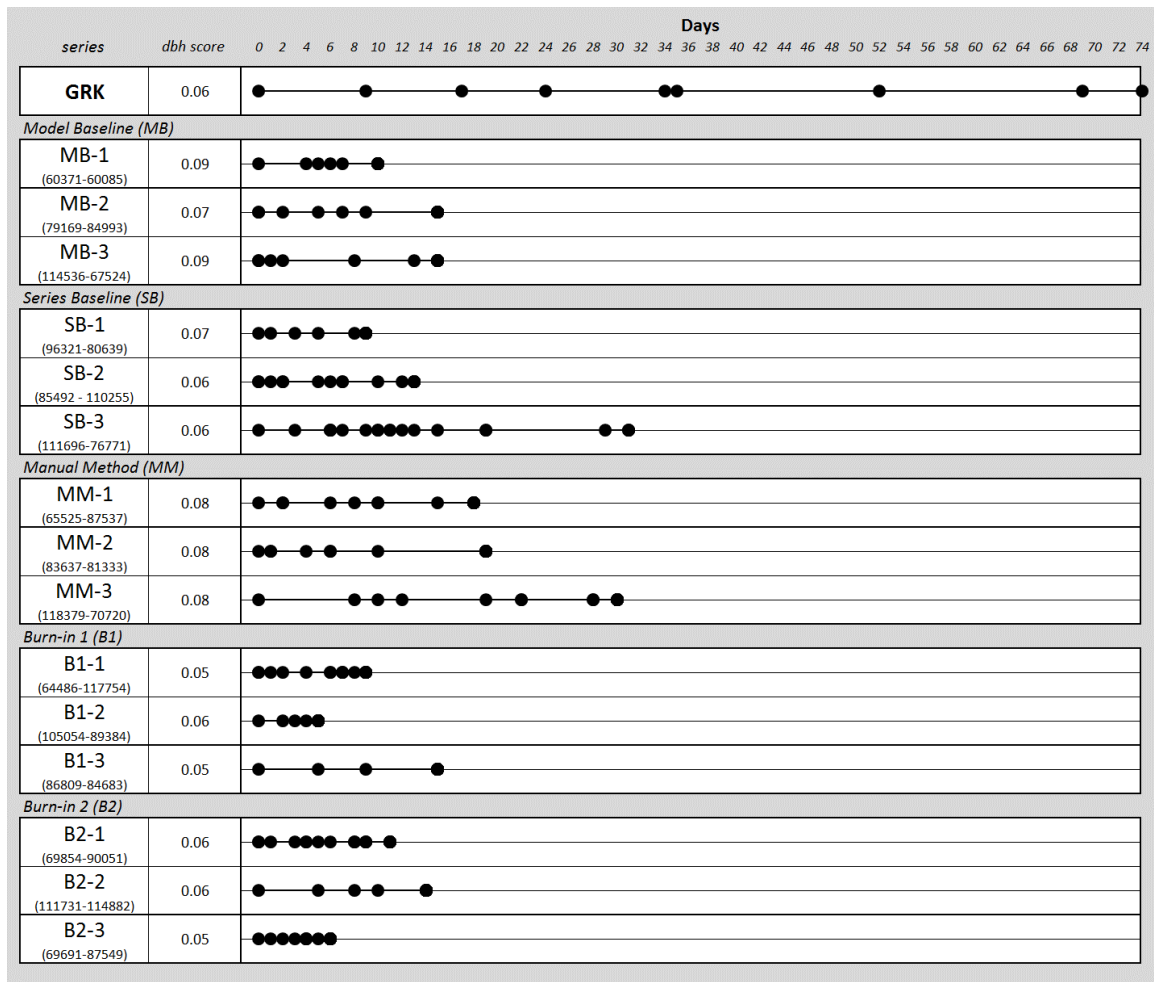 Days
series dbh score 0 2 4 6 8 10 12 14 16 18 20 22 24 26 28 30 32 34 36 38 40 42 44 46 48 50 52 54 56 58 60 62 64 66 68 70 72 74
GRK 0.06
Model Baseline (MB)
MB-1
0.09
(60371-60085)
MB-2
0.07
(79169-84993)
MB-3
0.09
(114536-67524)
Series Baseline (SB)
SB-1
0.07
(96321-80639)
SB-2
0.06
(85492 - 110255)
SB-3
0.06
(111696-76771)
Manual Method (MM)
MM-1
0.08
(65525-87537)
MM-2
0.08
(83637-81333)
MM-3
0.08
(118379-70720)
Burn-in 1 (B1)
B1-1
0.05
(64486-117754)
B1-2
0.06
(105054-89384)
B1-3
0.05
(86809-84683)
Burn-in 2 (B2)
B2-1
0.06
(69854-90051)
B2-2
0.06
(111731-114882)
B2-3
0.05
(69691-87549)